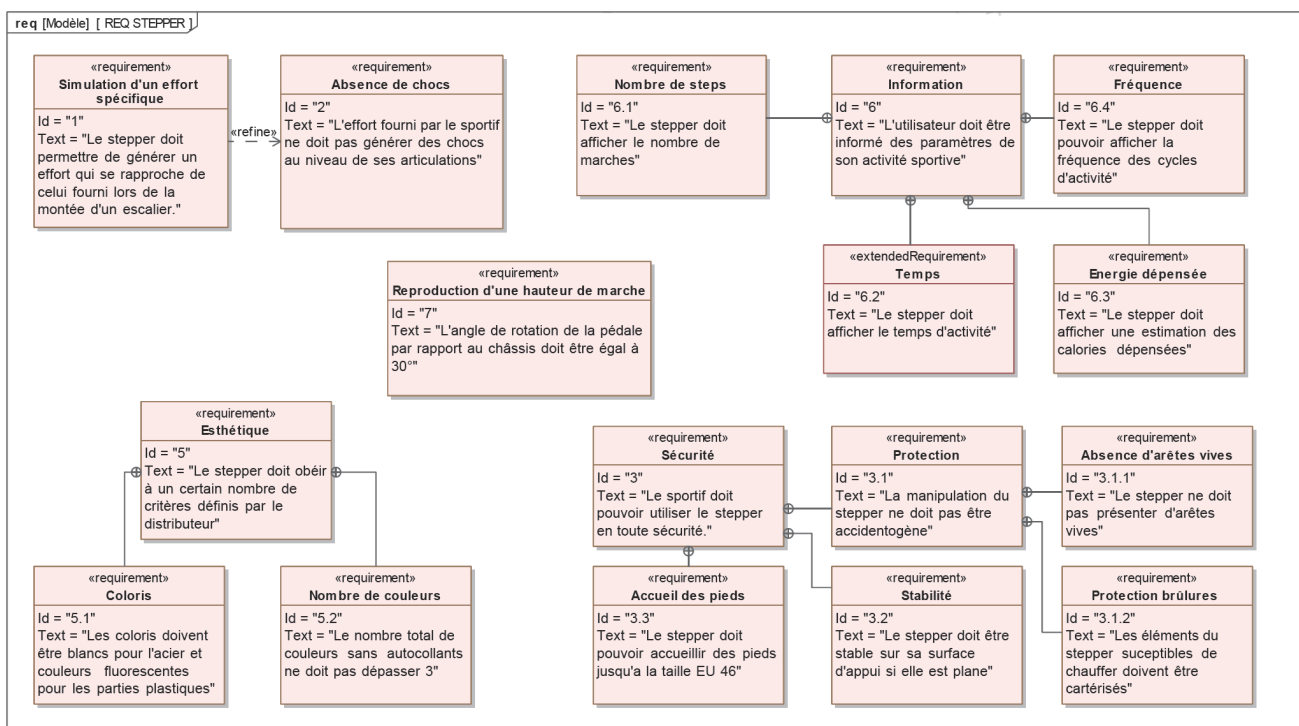 req [Modèle] [ REQ STEPPER ]
«requirement»
Simulation d'un effort
spécifique
Id = "1"
Text = "Le stepper doit
permettre de générer un
effort qui se rapproche de
celui fourni lors de la
montée d'un escalier."
«refine»
«requirement»
Absence de chocs
Id = "2"
Text = "L'effort fourni par le sportif
ne doit pas générer des chocs
au niveau de ses articulations"
«requirement»
Nombre de steps
Id = "6.1"
Text = "Le stepper doit
afficher le nombre de
marches"
«requirement»
Information
Id = "6"
Text = "L'utilisateur doit être
informé des paramètres de
son activité sportive"
«requirement»
Fréquence
Id = "6.4"
Text = "Le stepper doit
pouvoir afficher la
fréquence des cycles
d'activité"
«extendedRequirement»
Temps
Id = "6.2"
Text = "Le stepper doit
afficher le temps d'activité"
«requirement»
Energie dépensée
Id = "6.3"
Text = "Le stepper doit
afficher une estimation des
calories dépensées"
«requirement»
Reproduction d'une hauteur de marche
Id = "7"
Text = "L'angle de rotation de la pédale
par rapport au châssis doit être égal à
30°"
«requirement»
Esthétique
Id = "5"
Text = "Le stepper doit obéir
à un certain nombre de
critères définis par le
distributeur"
«requirement»
Coloris
Id = "5.1"
Text = "Les coloris doivent
être blancs pour l'acier et
couleurs fluorescentes
pour les parties plastiques"
«requirement»
Nombre de couleurs
Id = "5.2"
Text = "Le nombre total de
couleurs sans autocollants
ne doit pas dépasser 3"
«requirement»
Sécurité
Id = "3"
Text = "Le sportif doit
pouvoir utiliser le stepper
en toute sécurité."
«requirement»
Protection
Id = "3.1"
Text = "La manipulation du
stepper ne doit pas être
accidentogène"
«requirement»
Absence d'arêtes vives
Id = "3.1.1"
Text = "Le stepper ne doit
pas présenter d'arêtes
vives"
«requirement»
Accueil des pieds
Id = "3.3"
Text = "Le stepper doit
pouvoir accueillir des pieds
jusqu'a la taille EU 46"
«requirement»
Stabilité
Id = "3.2"
Text = "Le stepper doit être
stable sur sa surface
d'appui si elle est plane"
«requirement»
Protection brûlures
Id = "3.1.2"
Text = "Les éléments du
stepper suceptibles de
chauffer doivent être
cartérisés"